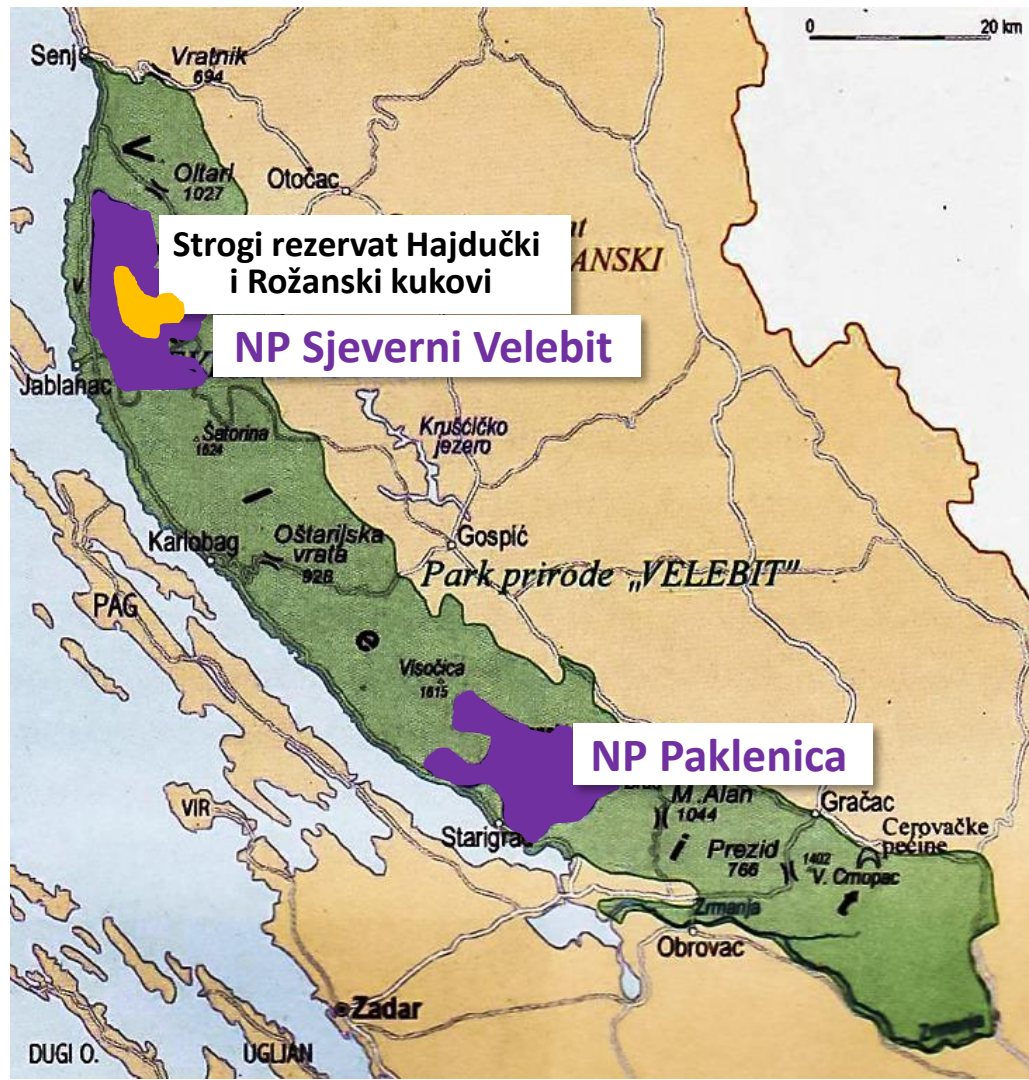 0 20 km
Senj
Vratnik
694
Oltari
1027
Otočac
ANSKI
Strogi rezervat Hajdučki
i Rožanski kukovi
NP Sjeverni Velebit
Jablanac
Šatorina
1624
Krušćičko
jezero
Karlobag
Oštarijska
vrata
928
Gospić
Park prirode „VELEBIT"
PAG
Visočica
1615
NP Paklenica
VIR
Starigrad
M. Alan
1044
Gračac
Cerovačke
pećine
Prezid
766
1402
V. Crnopac
Zrmanja
Obrovac
Zadar
Zrmanja
DUGI O.
UGLJAN